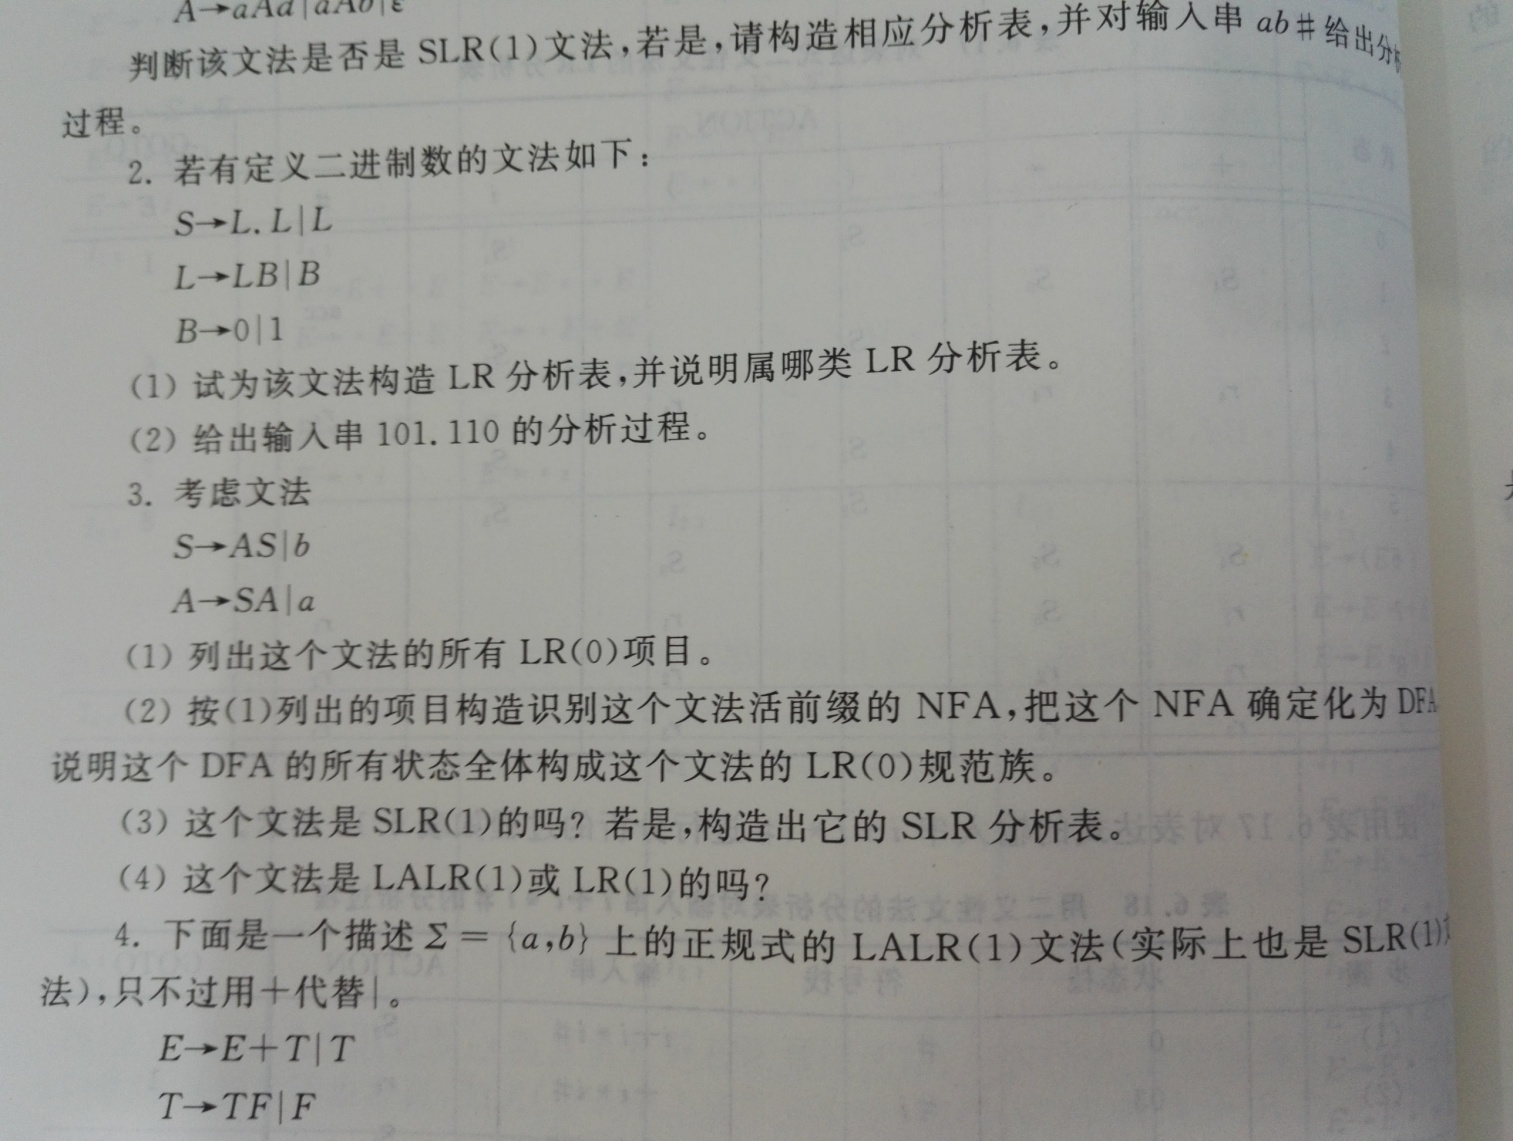 A→aAd|aAb|ε
判断该文法是否是 SLR(1)文法,若是,请构造相应分析表,并对输入串 ab# 给出分析
过程。
2. 若有定义二进制数的文法如下:
S→L.L|L
L→LB|B
B→0|1
(1) 试为该文法构造 LR 分析表,并说明属哪类 LR 分析表。
(2) 给出输入串 101.110 的分析过程。
3. 考虑文法
S→AS|b
A→SA|a
(1) 列出这个文法的所有 LR(0)项目。
(2) 按(1)列出的项目构造识别这个文法活前缀的 NFA,把这个 NFA 确定化为 DFA
说明这个 DFA 的所有状态全体构成这个文法的 LR(0)规范族。
(3) 这个文法是 SLR(1)的吗? 若是,构造出它的 SLR 分析表。
(4) 这个文法是 LALR(1)或 LR(1)的吗?
4. 下面是一个描述 Σ={a,b} 上的正规式的 LALR(1)文法(实际上也是 SLR(1)
法),只不过用+代替|。
E→E+T|T
T→TF|F